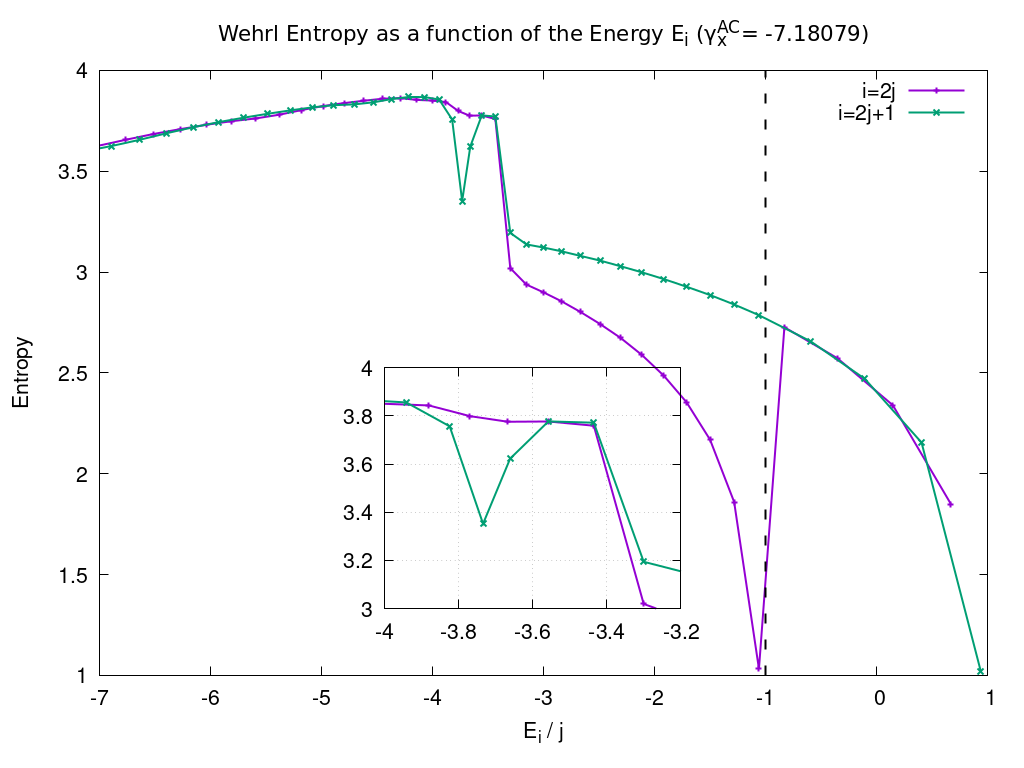 Wehrl Entropy as a function of the Energy E_i (γ_x^AC= -7.18079)
4
i=2j
i=2j+1
3.5
3
Entropy
2.5
2
1.5
1
4
3.8
3.6
3.4
3.2
3
-4 -3.8 -3.6 -3.4 -3.2
-7 -6 -5 -4 -3 -2 -1 0 1
E_i / j